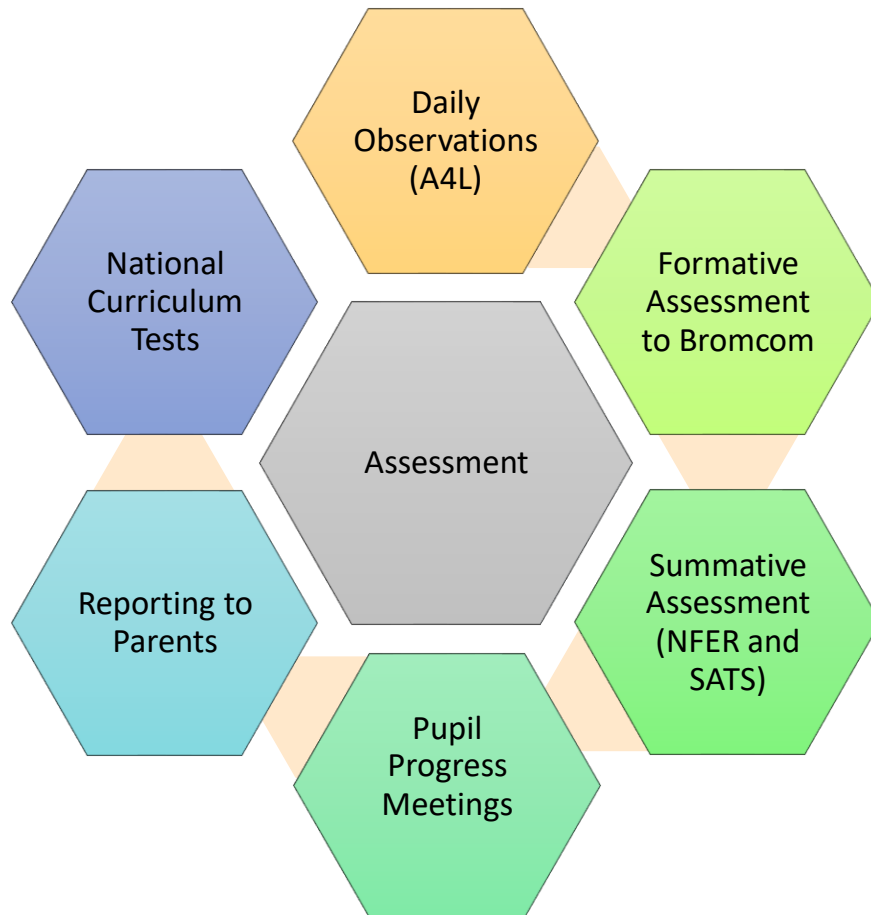 Daily
Observations
(A4L)
Formative
Assessment
to Bromcom
Summative
Assessment
(NFER and
SATS)
Pupil
Progress
Meetings
Reporting to
Parents
National
Curriculum
Tests
Assessment